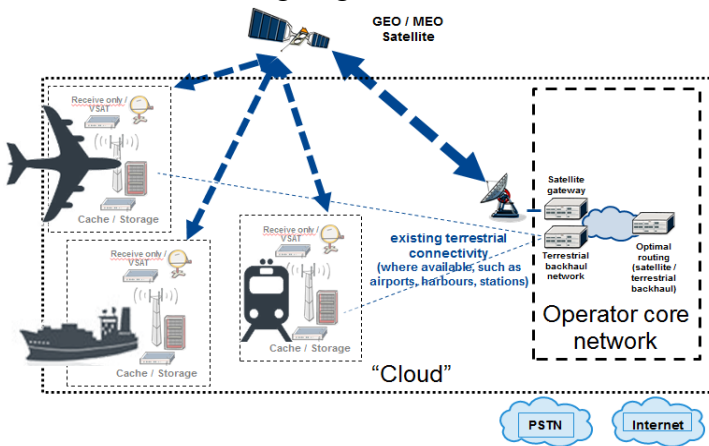 GEO / MEO
Satellite
Receive only /
VSAT
Cache / Storage
Receive only /
VSAT
Cache / Storage
Receive only /
VSAT
Cache / Storage
existing terrestrial
connectivity
(where available, such as
airports, harbours, stations)
Satellite
gateway
Terrestrial
backhaul
network
Optimal
routing
(satellite /
terrestrial
backhaul)
Operator core
network
“Cloud”
PSTN
Internet